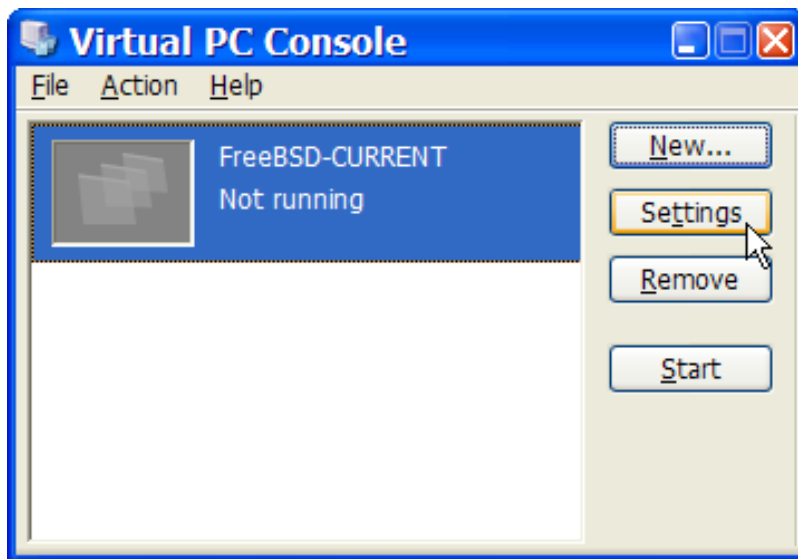 Virtual PC Console
File Action Help
FreeBSD-CURRENT
Not running
New...
Settings
Remove
Start